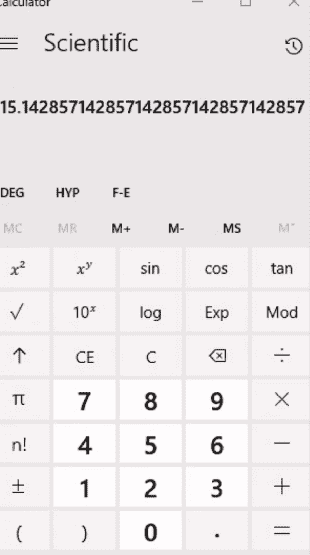 Calculator
Scientific
15.142857142857142857142857142857
DEG HYP F-E
MC MR M+ M- MS M˅
x² xʸ sin cos tan
√ 10ˣ log Exp Mod
↑ CE C ⌫ ÷
π 7 8 9 ×
n! 4 5 6 −
± 1 2 3 +
( ) 0 . =